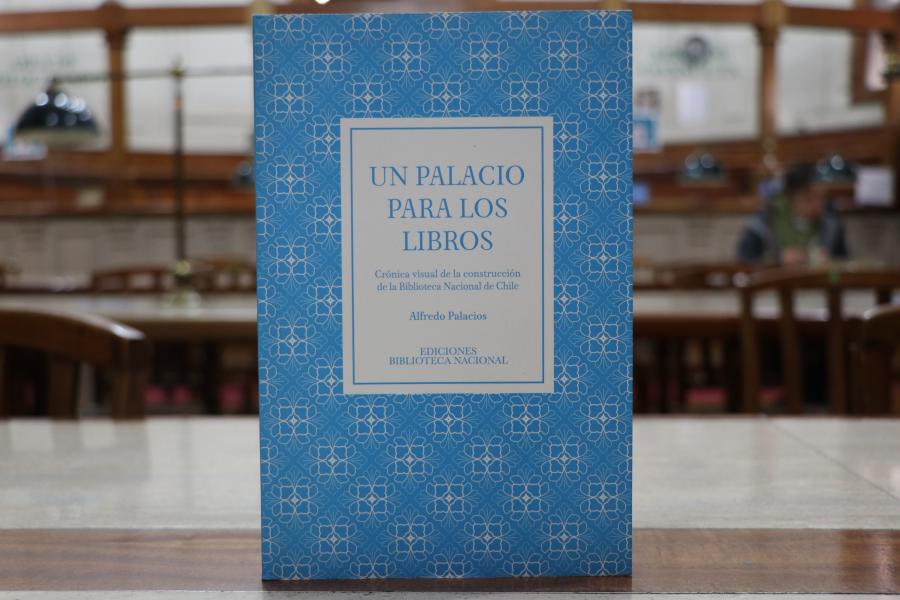 UN PALACIO
PARA LOS
LIBROS
Crónica visual de la construcción
de la Biblioteca Nacional de Chile
Alfredo Palacios
EDICIONES
BIBLIOTECA NACIONAL